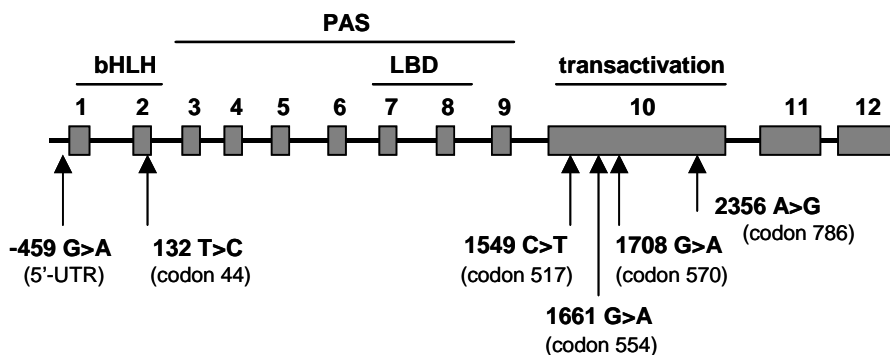 PAS
bHLH LBD transactivation
1 2 3 4 5 6 7 8 9 10 11 12
-459 G>A
(5'-UTR)
132 T>C
(codon 44)
1549 C>T
(codon 517)
1661 G>A
(codon 554)
1708 G>A
(codon 570)
2356 A>G
(codon 786)